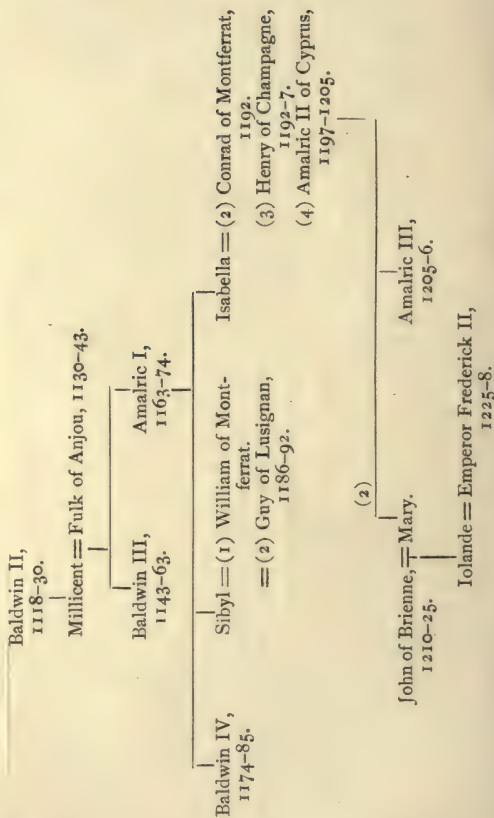 Baldwin II,
1118–30.
Millicent = Fulk of Anjou, 1130–43.
Baldwin III,
1143–63.
Amalric I,
1163–74.
Baldwin IV,
1174–85.
Sibyl = (1) William of Mont-
ferrat.
= (2) Guy of Lusignan,
1186–92.
Isabella = (2) Conrad of Montferrat,
1192.
(3) Henry of Champagne,
1192–7.
(4) Amalric II of Cyprus,
1197–1205.
(2)
John of Brienne, = Mary.
1210–25.
Amalric III,
1205–6.
Iolande = Emperor Frederick II,
1225–8.